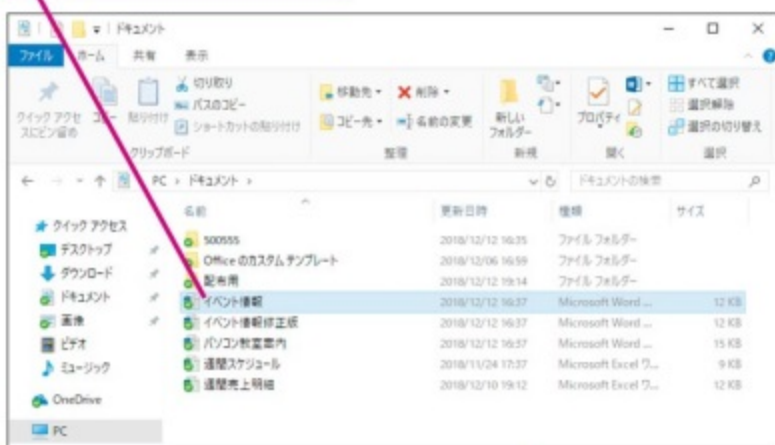 ドキュメント
ファイル ホーム 共有 表示
クイック アクセスにピン留め コピー 貼り付け 切り取り パスのコピー ショートカットの貼り付け
移動先 削除 コピー先 名前の変更
新しいフォルダー プロパティ
すべて選択 選択解除 選択の切り替え
クリップボード 整理 新規 開く 選択
PC › ドキュメント › ドキュメントの検索
名前 更新日時 種類 サイズ
クイック アクセス
デスクトップ
ダウンロード
ドキュメント
画像
ビデオ
ミュージック
OneDrive
PC
500555 2018/12/12 16:35 ファイル フォルダー
Office のカスタム テンプレート 2018/12/06 16:59 ファイル フォルダー
配布用 2018/12/12 19:14 ファイル フォルダー
イベント情報 2018/12/12 16:37 Microsoft Word ... 12 KB
イベント情報修正版 2018/12/12 16:37 Microsoft Word ... 12 KB
パソコン教室案内 2018/12/12 16:37 Microsoft Word ... 15 KB
週間スケジュール 2018/11/24 17:37 Microsoft Excel ワ... 9 KB
週間売上明細 2018/12/10 19:12 Microsoft Excel ワ... 12 KB